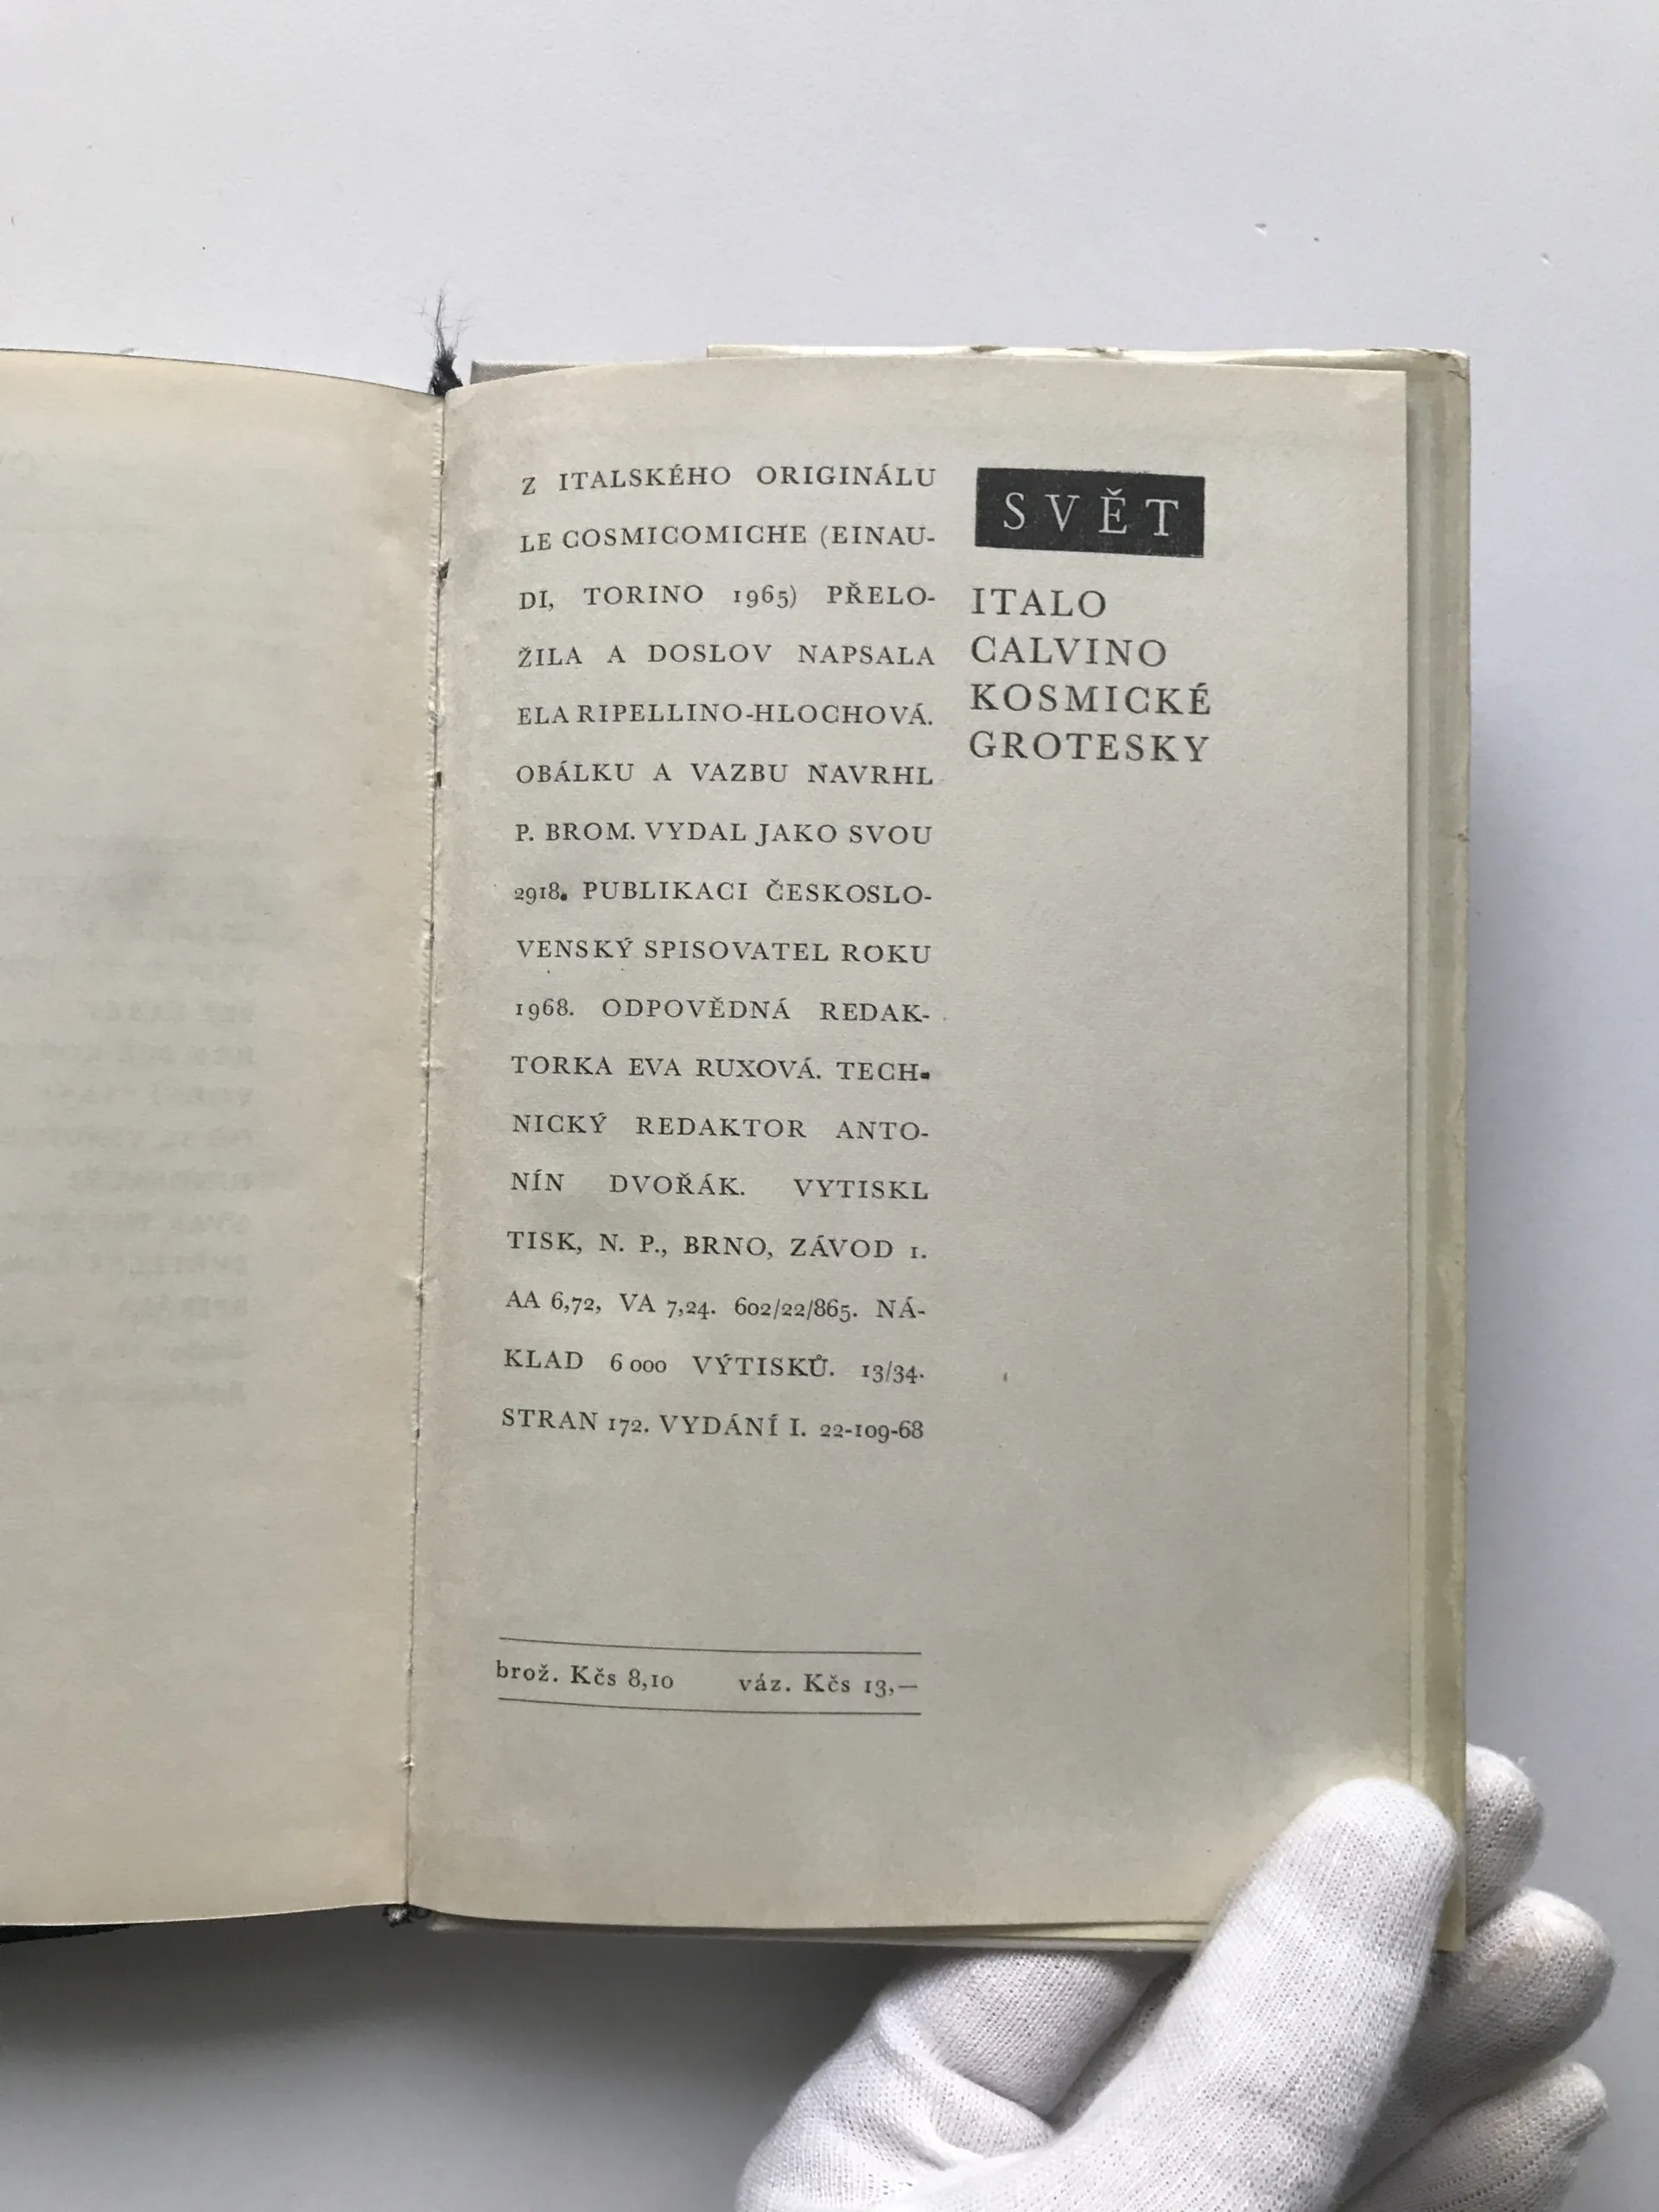 Z ITALSKÉHO ORIGINÁLU
LE COSMICOMICHE (EINAU-
DI, TORINO 1965) PŘELO-
ŽILA A DOSLOV NAPSALA
ELA RIPELLINO-HLOCHOVÁ.
OBÁLKU A VAZBU NAVRHL
P. BROM. VYDAL JAKO SVOU
2918. PUBLIKACI ČESKOSLO-
VENSKÝ SPISOVATEL ROKU
1968. ODPOVĚDNÁ REDAK-
TORKA EVA RUXOVÁ. TECH-
NICKÝ REDAKTOR ANTO-
NÍN DVOŘÁK. VYTISKL
TISK, N. P., BRNO, ZÁVOD 1.
AA 6,72, VA 7,24. 602/22/865. NÁ-
KLAD 6 000 VÝTISKŮ. 13/34.
STRAN 172. VYDÁNÍ I. 22-109-68
brož. Kčs 8,10 váz. Kčs 13,—
SVĚT
ITALO
CALVINO
KOSMICKÉ
GROTESKY